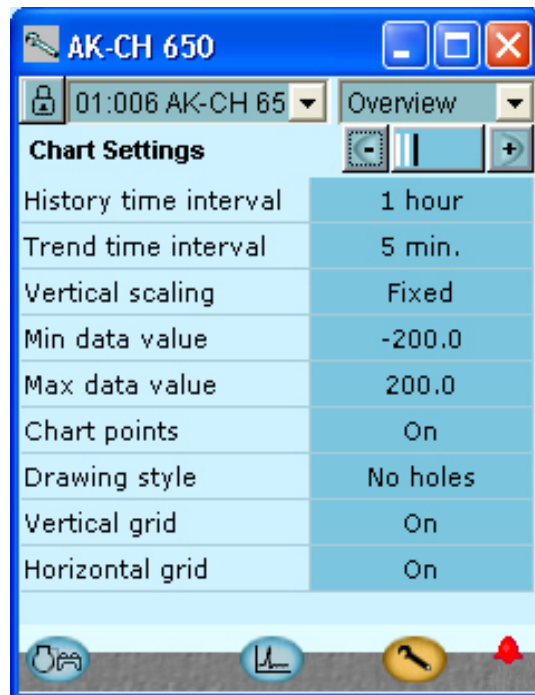 AK-CH 650
01:006 AK-CH 65 Overview
Chart Settings - +
History time interval 1 hour
Trend time interval 5 min.
Vertical scaling Fixed
Min data value -200.0
Max data value 200.0
Chart points On
Drawing style No holes
Vertical grid On
Horizontal grid On